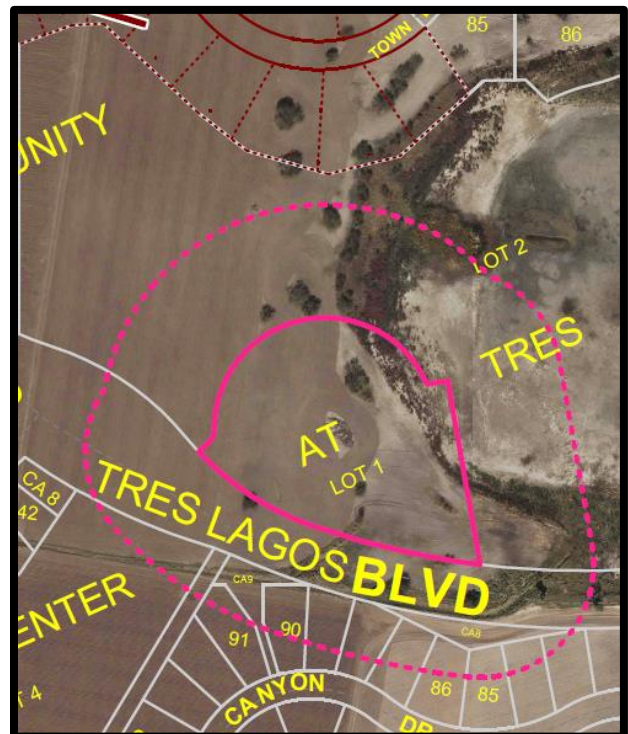 85
86
TOWN
UNITY
LOT 2
TRES
AT
LOT 1
TRES LAGOS BLVD
CA 8
42
ENTER
CA9
91
90
CA8
86
85
T 4
CANYON
DR